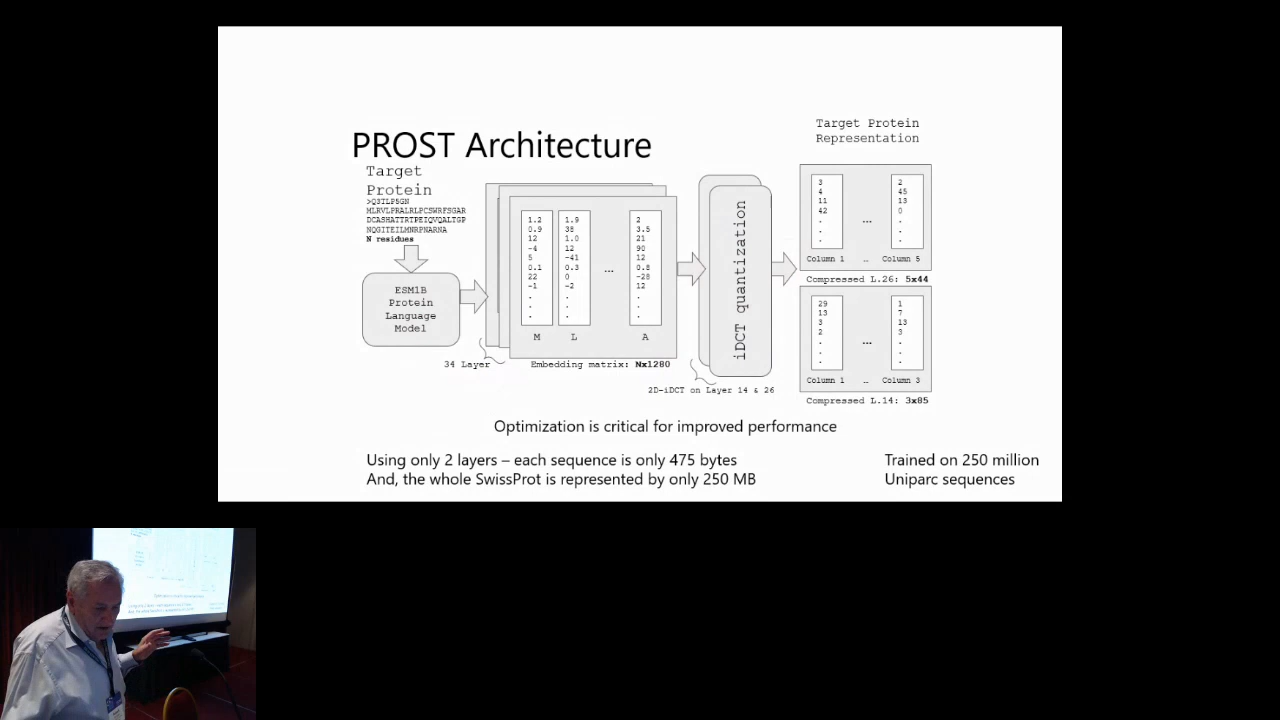 PROST Architecture
Target
Protein
>Q3TLP5GN
MLRVLPRALRLPCSWRFSGAR
DCASHATTRTPEIQVQALTGP
NQGITEILMNRPNARNA
N residues
ESM1B
Protein
Language
Model
34 Layer
1.2 1.9 2
0.9 38 3.5
12 1.0 21
-4 12 90
5 -41 12
0.1 0.3 0.8
22 0 -28
-1 -2 12
. . .
. . .
. . .
...
M L A
Embedding matrix: Nx1280
iDCT quantization
2D-iDCT on Layer 14 & 26
Target Protein
Representation
3 2
4 45
11 13
42 0
. .
. .
. .
...
Column 1 .. Column 5
Compressed L.26: 5x44
29 1
13 7
3 13
2 3
. .
. .
. .
...
Column 1 .. Column 3
Compressed L.14: 3x85
Optimization is critical for improved performance
Using only 2 layers – each sequence is only 475 bytes
And, the whole SwissProt is represented by only 250 MB
Trained on 250 million
Uniparc sequences